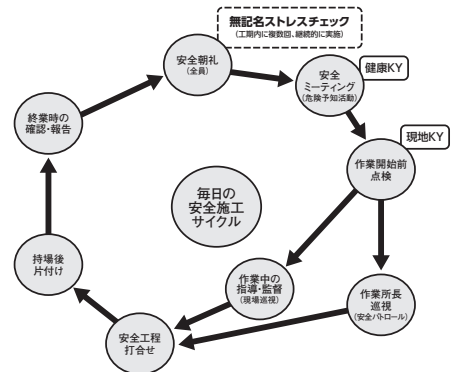 無記名ストレスチェック
(工期内に複数回、継続的に実施)
安全朝礼
(全員)
安全
ミーティング
(危険予知活動)
健康KY
現地KY
作業開始前
点検
終業時の
確認・報告
毎日の
安全施工
サイクル
持場後
片付け
作業中の
指導・監督
(現場巡視)
作業所長
巡視
(安全パトロール)
安全工程
打合せ